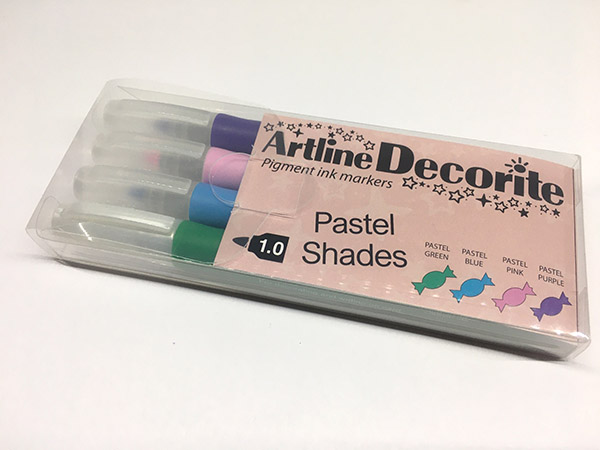 Artline Decorite
Pigment ink markers
Pastel
Shades
1.0
PASTEL
GREEN
PASTEL
BLUE
PASTEL
PINK
PASTEL
PURPLE